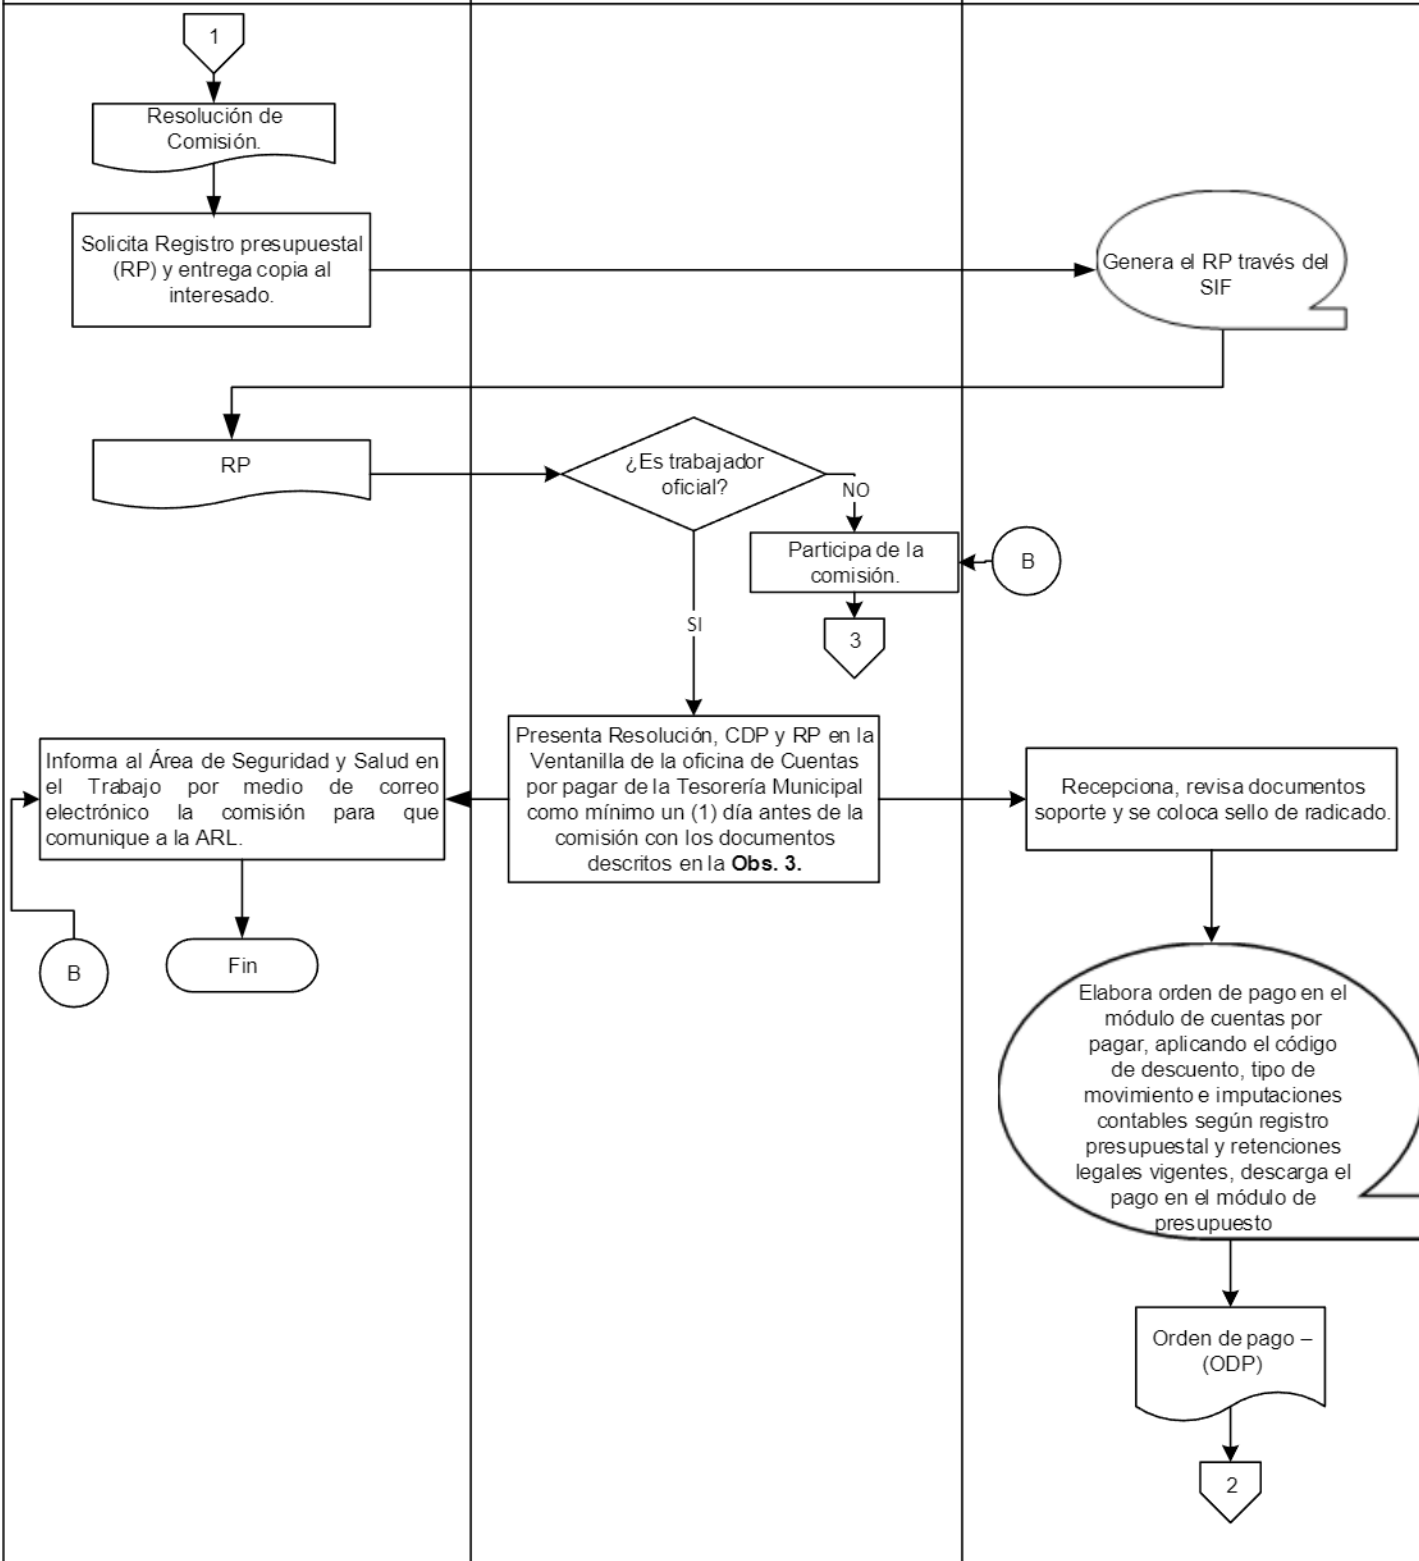 1
Resolución de
Comisión.
Solicita Registro presupuestal
(RP) y entrega copia al
interesado.
Genera el RP través del
SIF
RP
¿Es trabajador
oficial?
NO
Participa de la
comisión.
B
3
SI
Informa al Área de Seguridad y Salud en
el Trabajo por medio de correo
electrónico la comisión para que
comunique a la ARL.
Presenta Resolución, CDP y RP en la
Ventanilla de la oficina de Cuentas
por pagar de la Tesorería Municipal
como mínimo un (1) día antes de la
comisión con los documentos
descritos en la Obs. 3.
Recepciona, revisa documentos
soporte y se coloca sello de radicado.
B
Fin
Elabora orden de pago en el
módulo de cuentas por
pagar, aplicando el código
de descuento, tipo de
movimiento e imputaciones
contables según registro
presupuestal y retenciones
legales vigentes, descarga el
pago en el módulo de
presupuesto
Orden de pago –
(ODP)
2